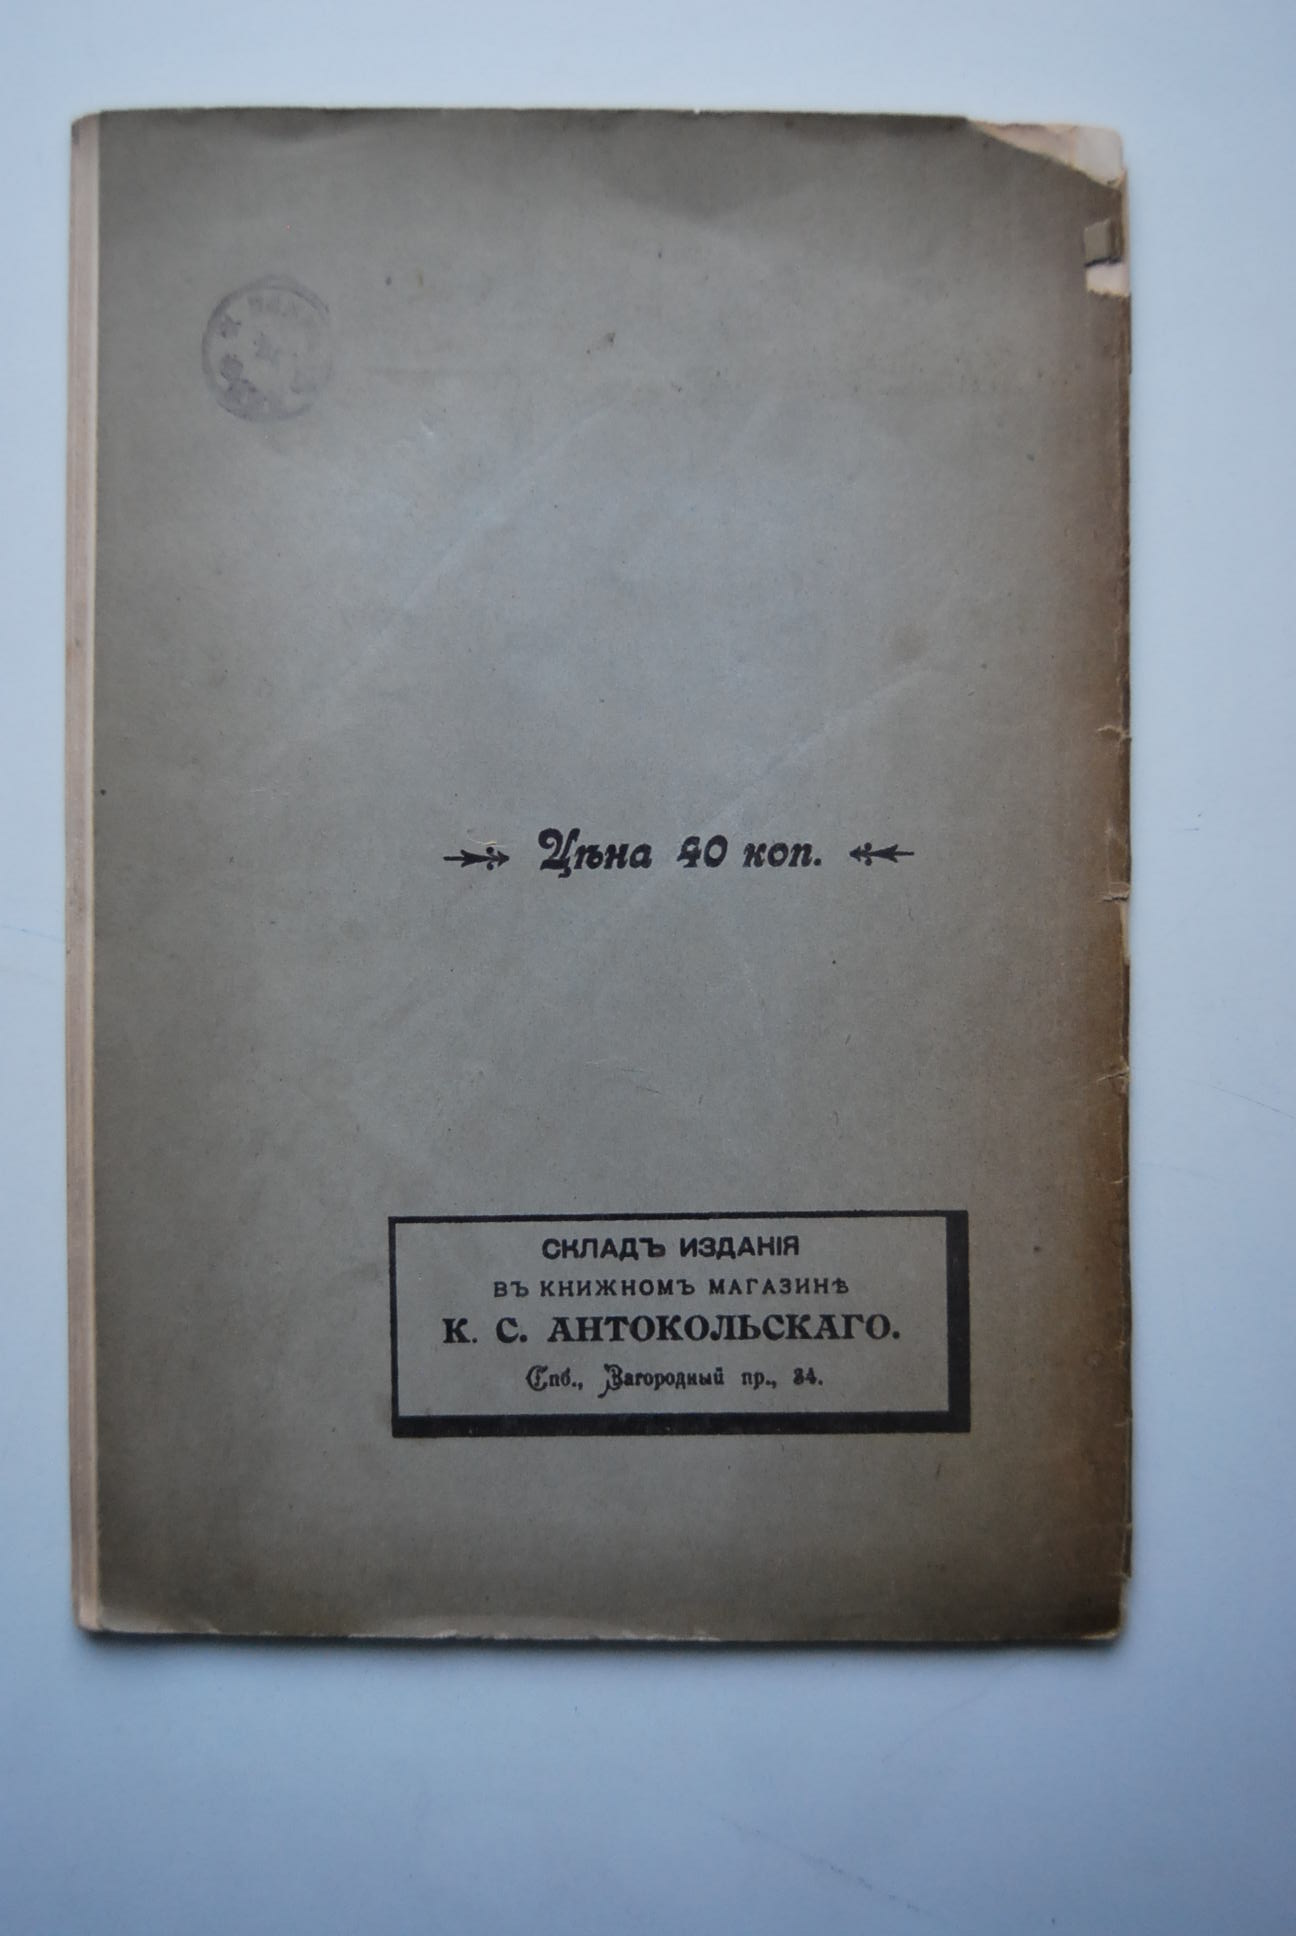 Цѣна 40 коп.
СКЛАДЪ ИЗДАНІЯ
ВЪ КНИЖНОМЪ МАГАЗИНѢ
К. С. АНТОКОЛЬСКАГО.
Спб., Загородный пр., 34.